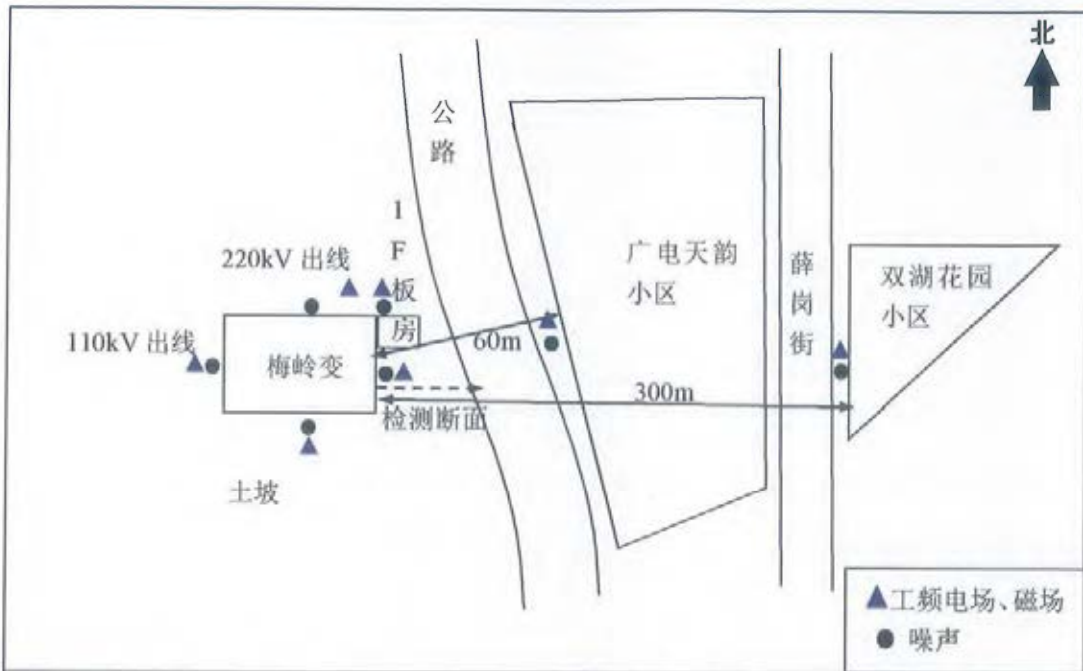 北
公路
1F板房
220kV 出线
广电天韵
小区
薛岗街
双湖花园
小区
110kV 出线
梅岭变
60m
300m
检测断面
土坡
工频电场、磁场
噪声